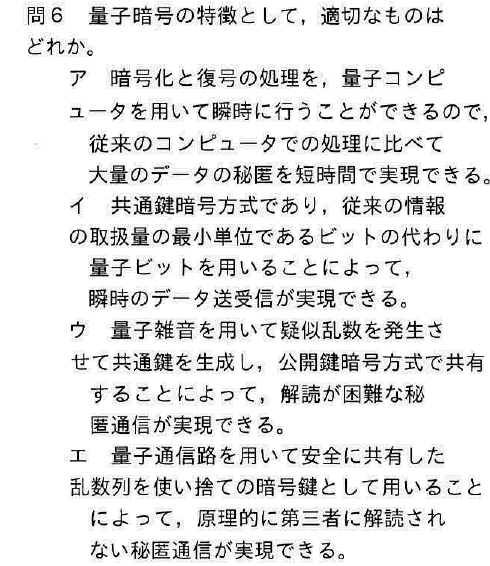 問6 量子暗号の特徴として，適切なものは
どれか。
ア 暗号化と復号の処理を，量子コンピ
ュータを用いて瞬時に行うことができるので，
従来のコンピュータでの処理に比べて
大量のデータの秘匿を短時間で実現できる。
イ 共通鍵暗号方式であり，従来の情報
の取扱量の最小単位であるビットの代わりに
量子ビットを用いることによって，
瞬時のデータ送受信が実現できる。
ウ 量子雑音を用いて疑似乱数を発生さ
せて共通鍵を生成し，公開鍵暗号方式で共有
することによって，解読が困難な秘
匿通信が実現できる。
エ 量子通信路を用いて安全に共有した
乱数列を使い捨ての暗号鍵として用いること
によって，原理的に第三者に解読され
ない秘匿通信が実現できる。